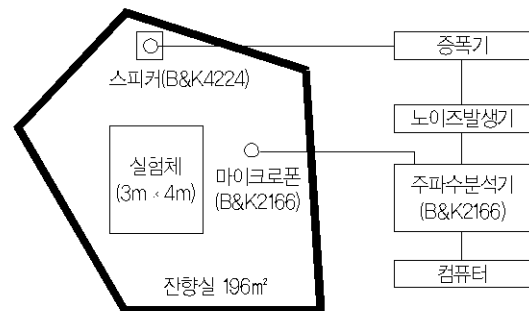 증폭기
스피커(B&K4224)
노이즈발생기
실험체
(3m × 4m)
마이크로폰
(B&K2166)
주파수분석기
(B&K2166)
컴퓨터
잔향실 196m²